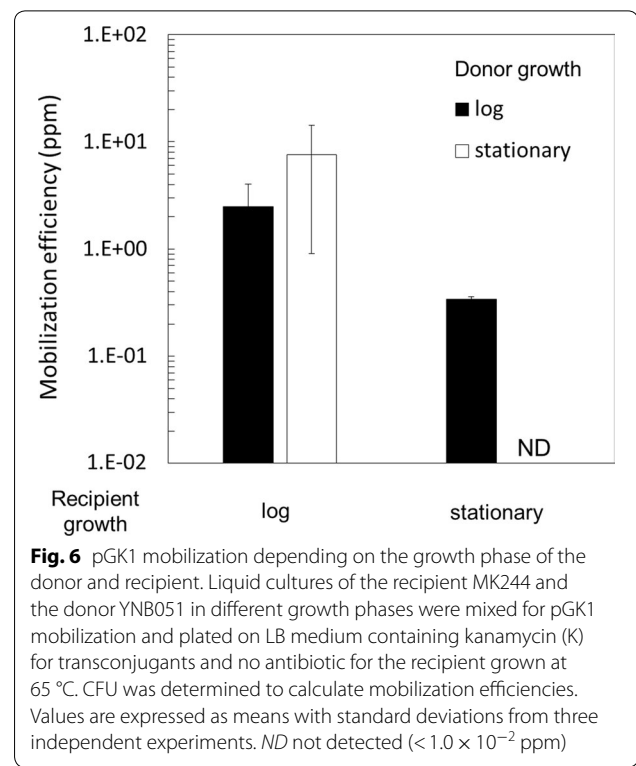 1.E+02
Donor growth
log
stationary
1.E+01
1.E+00
1.E-01
1.E-02
Mobilization efficiency (ppm)
ND
Recipient
growth
log
stationary
Fig. 6 pGK1 mobilization depending on the growth phase of the
donor and recipient. Liquid cultures of the recipient MK244 and
the donor YNB051 in different growth phases were mixed for pGK1
mobilization and plated on LB medium containing kanamycin (K)
for transconjugants and no antibiotic for the recipient grown at
65 °C. CFU was determined to calculate mobilization efficiencies.
Values are expressed as means with standard deviations from three
independent experiments. ND not detected (< 1.0 × 10⁻² ppm)